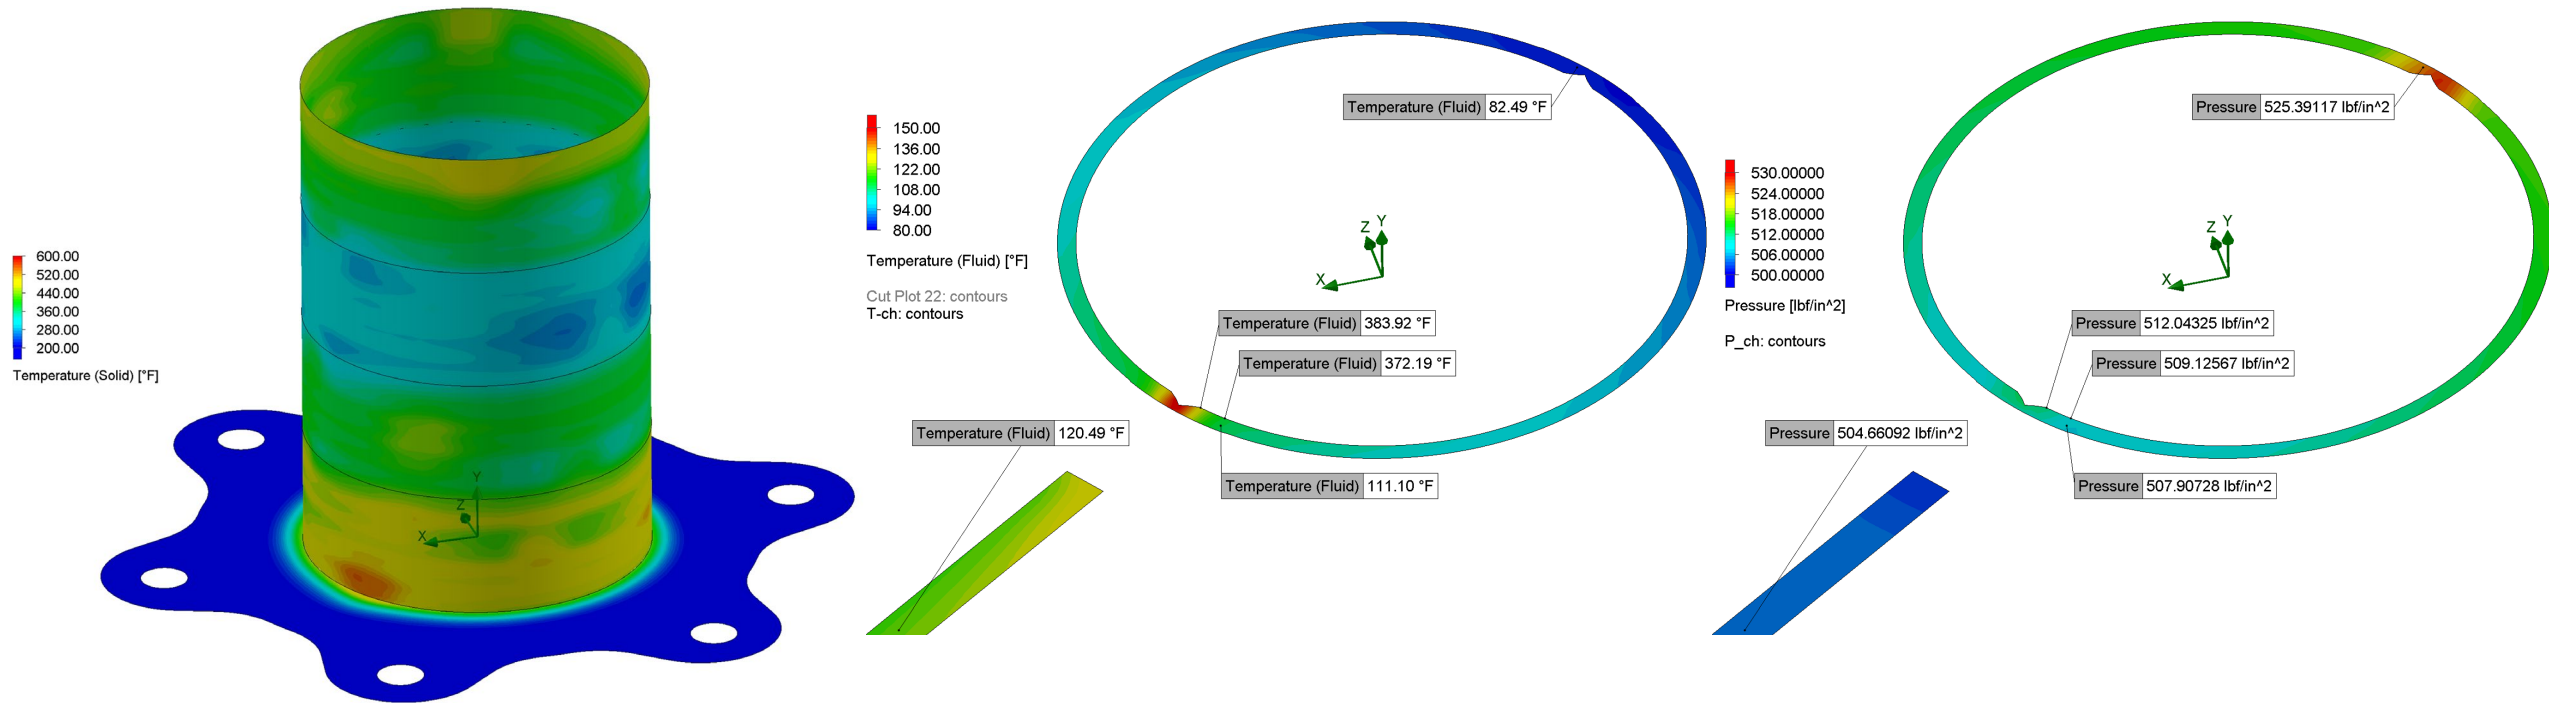 600.00
520.00
440.00
360.00
280.00
200.00
Temperature (Solid) [°F]
Y
Z
X
150.00
136.00
122.00
108.00
94.00
80.00
Temperature (Fluid) [°F]
Cut Plot 22: contours
T-ch: contours
Temperature (Fluid) 82.49 °F
Z Y
X
Temperature (Fluid) 383.92 °F
Temperature (Fluid) 372.19 °F
Temperature (Fluid) 120.49 °F
Temperature (Fluid) 111.10 °F
530.00000
524.00000
518.00000
512.00000
506.00000
500.00000
Pressure [lbf/in^2]
P_ch: contours
Pressure 525.39117 lbf/in^2
Z Y
X
Pressure 512.04325 lbf/in^2
Pressure 509.12567 lbf/in^2
Pressure 504.66092 lbf/in^2
Pressure 507.90728 lbf/in^2